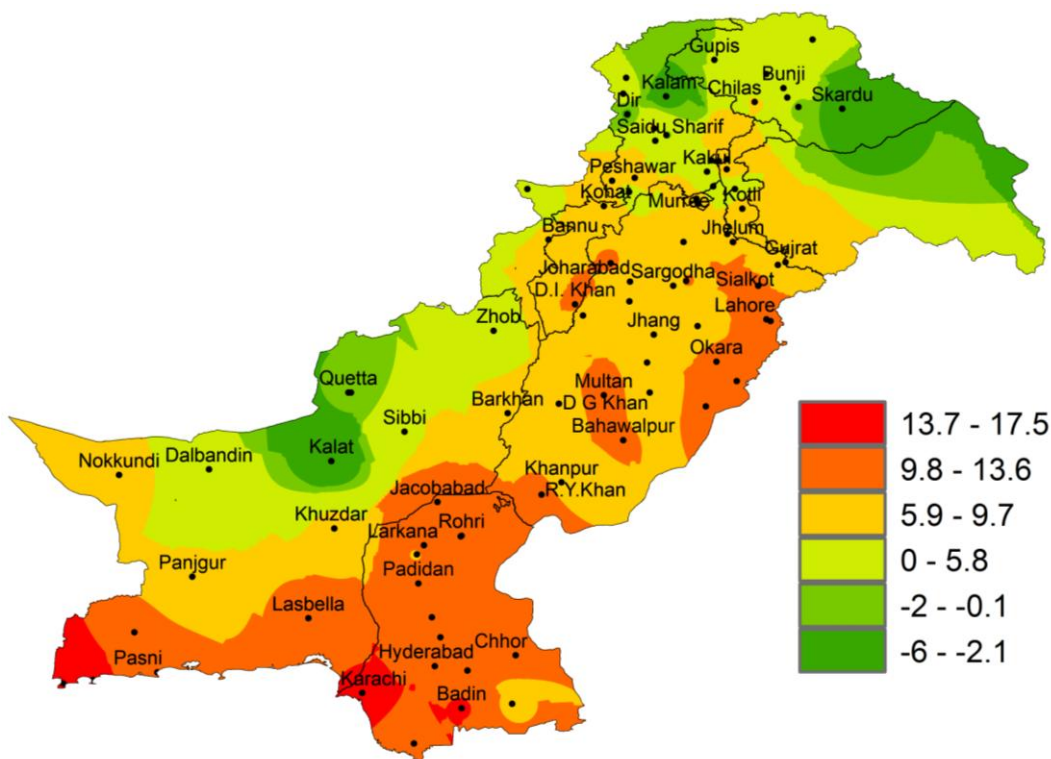 Gupis
Bunji
Kalam
Chilas
Skardu
Dir
Saidu Sharif
Kakul
Peshawar
Kohat
Murree
Kotli
Bannu
Jhelum
Gujrat
Joharabad
Sargodha
Sialkot
D.I. Khan
Lahore
Zhob
Jhang
Okara
Quetta
Multan
Barkhan
D G Khan
Sibbi
Bahawalpur
Kalat
Dalbandin
Nokkundi
Khanpur
Jacobabad
R.Y.Khan
Khuzdar
Rohri
Larkana
Panjgur
Padidan
Lasbella
Chhor
Pasni
Hyderabad
Karachi
Badin
13.7 - 17.5
9.8 - 13.6
5.9 - 9.7
0 - 5.8
-2 - -0.1
-6 - -2.1